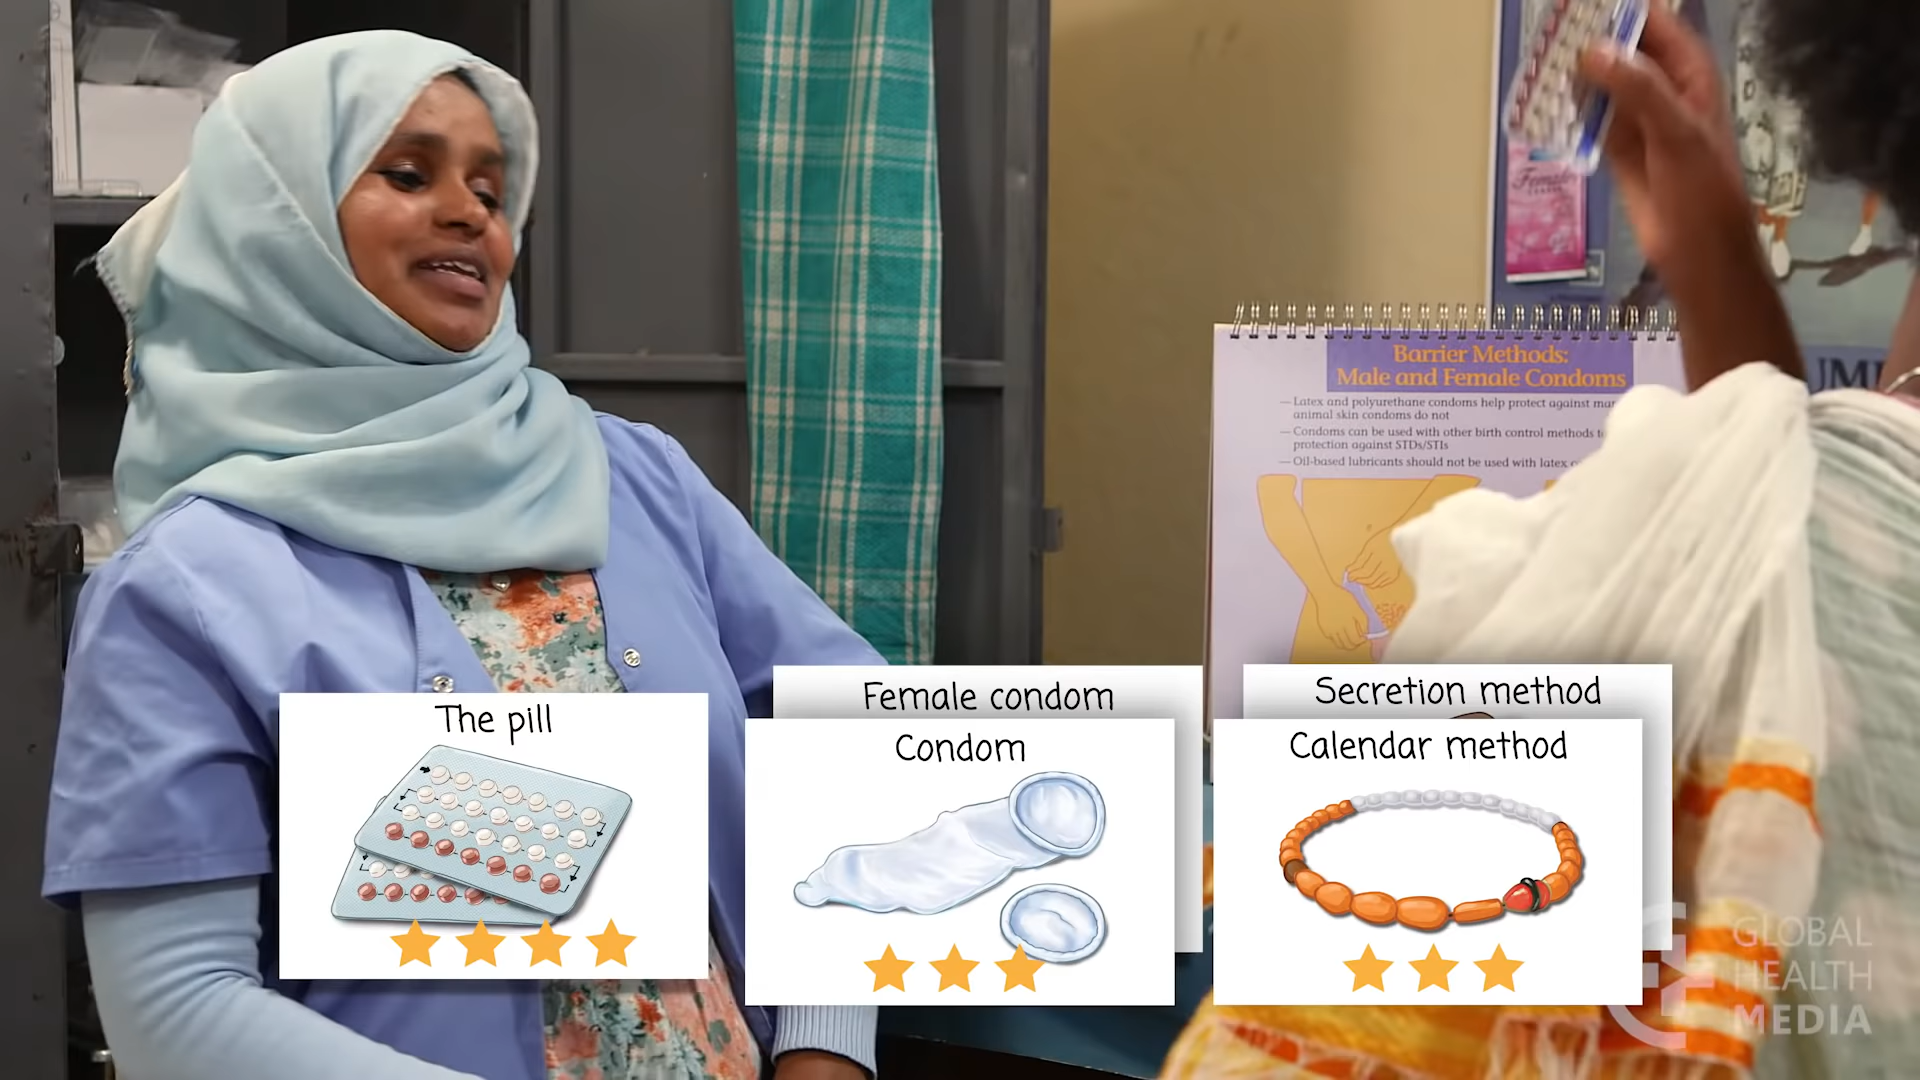 Female
Barrier Methods:
Male and Female Condoms
— Latex and polyurethane condoms help protect against
animal skin condoms do not
— Condoms can be used with other birth control methods
protection against STDs/STIs
— Oil-based lubricants should not be used with latex
The pill
Female condom
Condom
Secretion method
Calendar method
GLOBAL
HEALTH
MEDIA